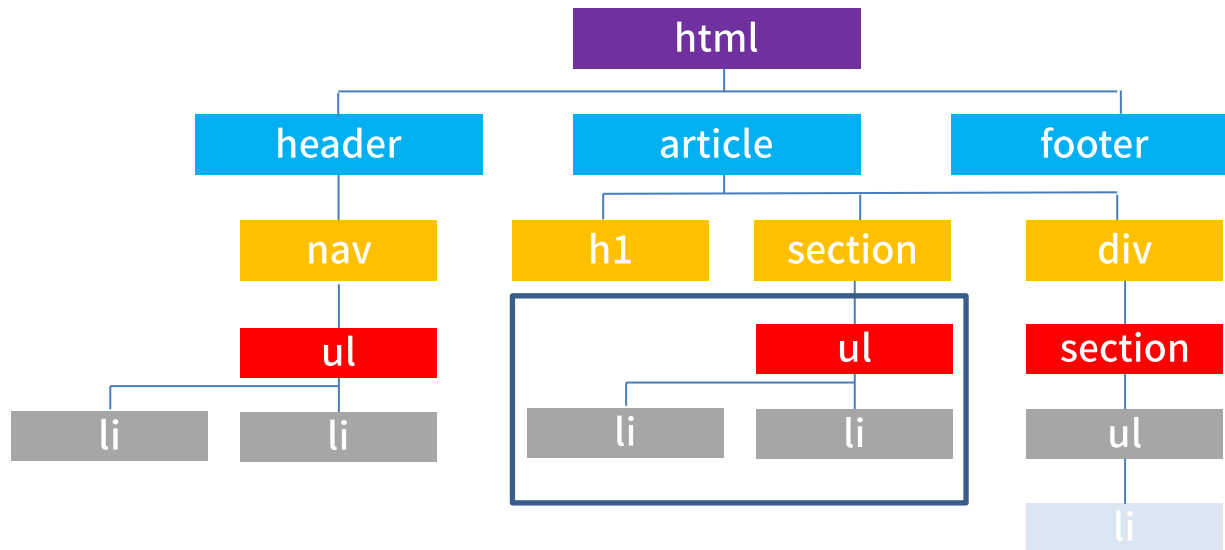 html
header
article
footer
nav
h1
section
div
ul
ul
section
li
li
li
li
ul
li